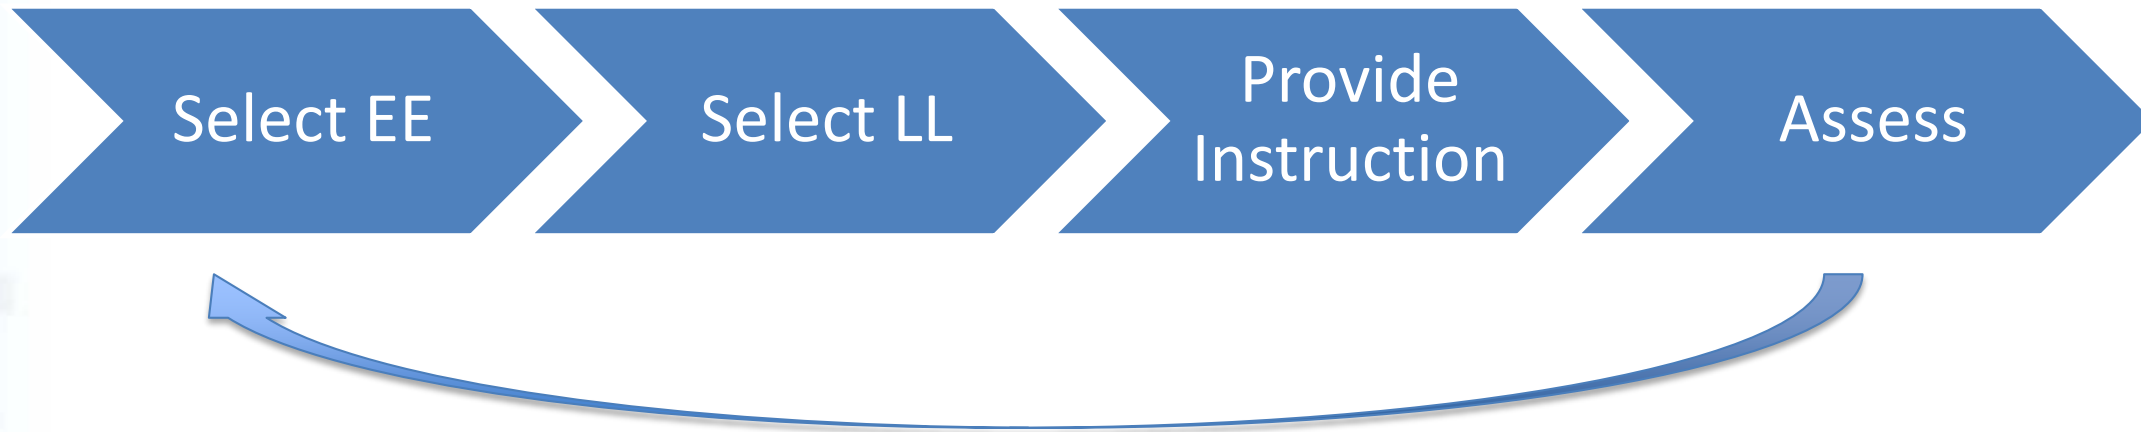 Select EE
Select LL
Provide
Instruction
Assess